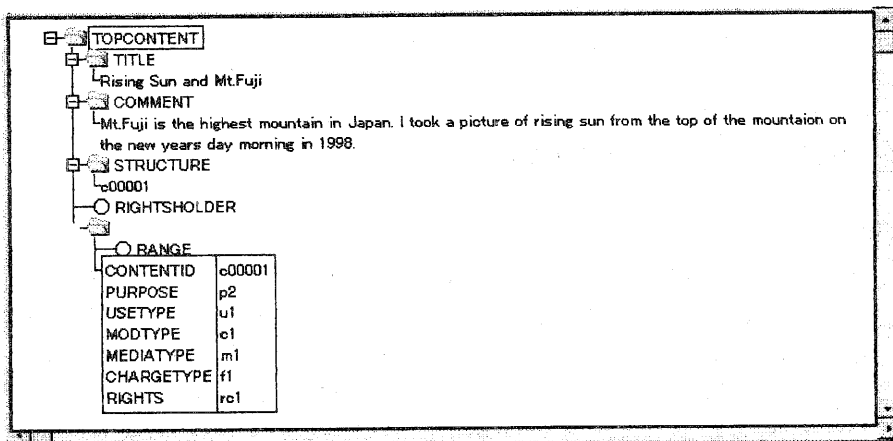 TOPCONTENT
TITLE
Rising Sun and Mt.Fuji
COMMENT
Mt.Fuji is the highest mountain in Japan. I took a picture of rising sun from the top of the mountaion on
the new years day morning in 1998.
STRUCTURE
c00001
RIGHTSHOLDER
RANGE
CONTENTID c00001
PURPOSE p2
USETYPE u1
MODTYPE c1
MEDIATYPE m1
CHARGETYPE f1
RIGHTS rc1